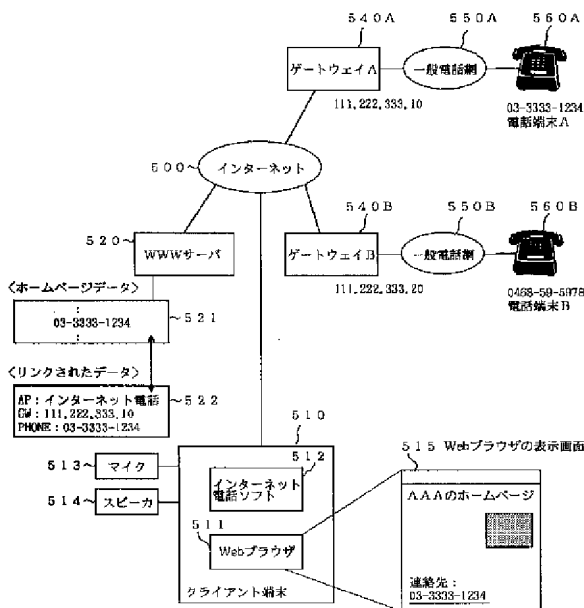 540A
550A
560A
ゲートウェイA
一般電話網
111.222.333.10
03-3333-1234
電話端末A
500
インターネット
540B
550B
560B
520
WWWサーバ
ゲートウェイB
一般電話網
111.222.333.20
0468-59-5978
電話端末B
<ホームページデータ>
03-3333-1234
521
<リンクされたデータ>
AP:インターネット電話
GW:111.222.333.10
PHONE:03-3333-1234
522
510
513
マイク
512
515 Webブラウザの表示画面
514
スピーカ
インターネット
電話ソフト
AAAのホームページ
511
Webブラウザ
連絡先:
03-3333-1234
クライアント端末